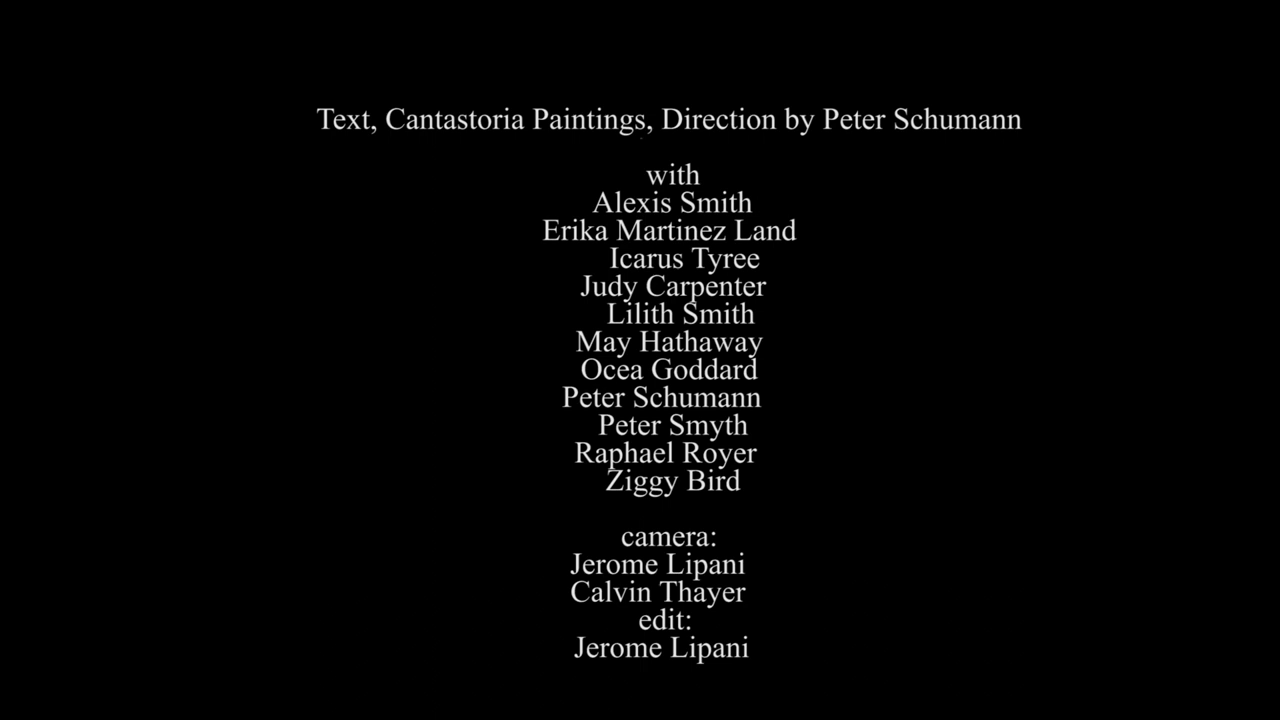 Text, Cantastoria Paintings, Direction by Peter Schumann
with
Alexis Smith
Erika Martinez Land
Icarus Tyree
Judy Carpenter
Lilith Smith
May Hathaway
Ocea Goddard
Peter Schumann
Peter Smyth
Raphael Royer
Ziggy Bird
camera:
Jerome Lipani
Calvin Thayer
edit:
Jerome Lipani